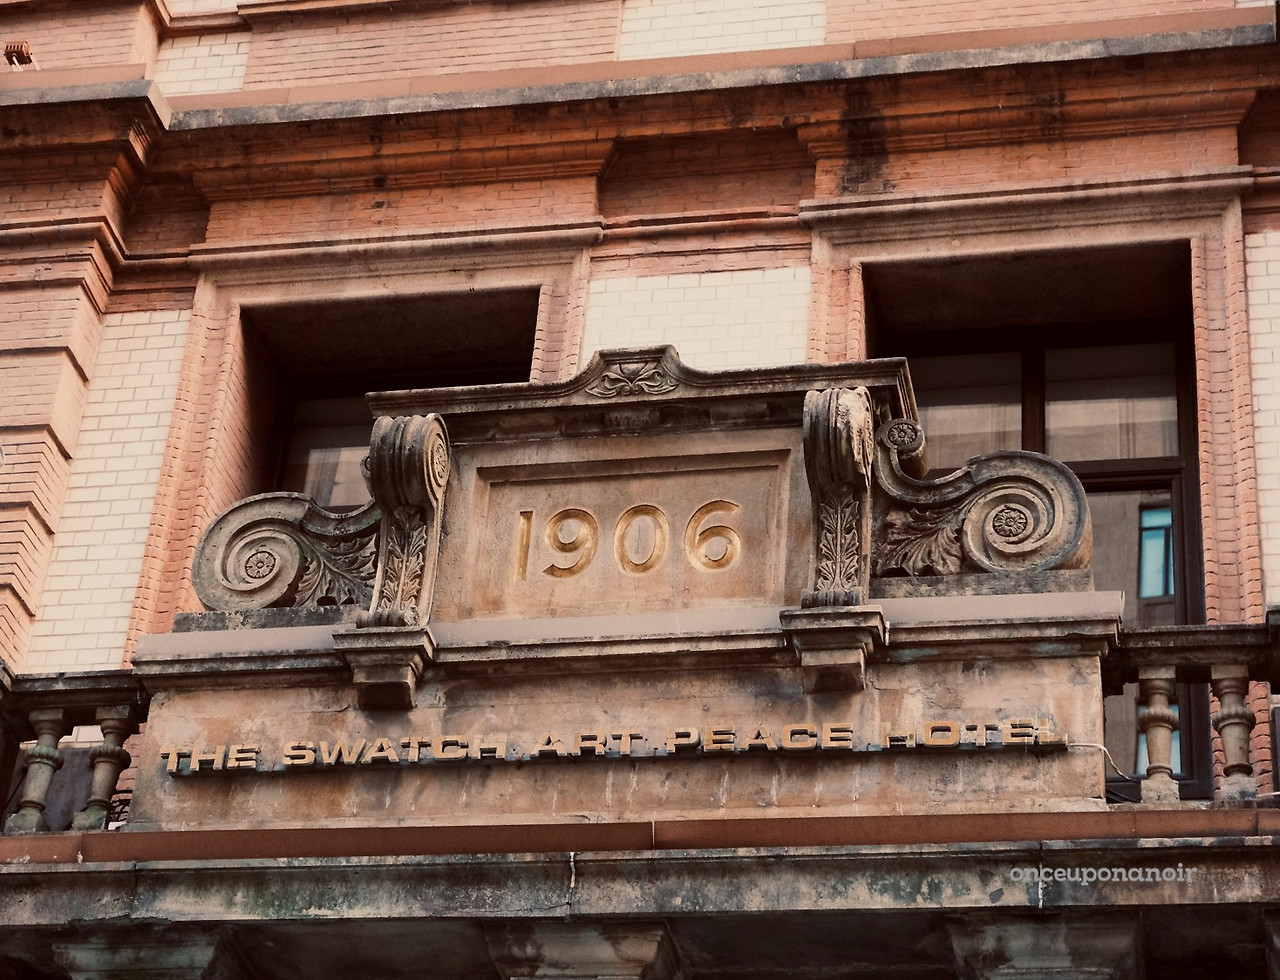 1906
THE SWATCH ART PEACE HOTEL
onceuponanoir